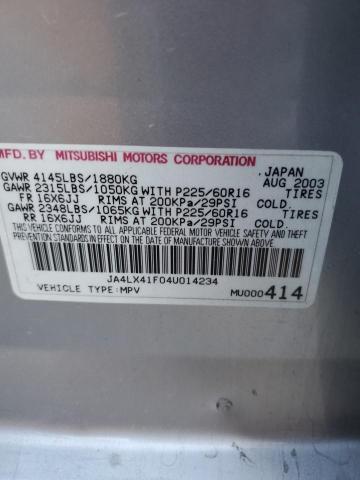 MFD. BY MITSUBISHI MOTORS CORPORATION
GVWR 4145LBS/1880KG JAPAN AUG 2003
GAWR 2315LBS/1050KG WITH P225/60R16 TIRES
FR 16X6JJ RIMS AT 200KPa/29PSI COLD.
GAWR 2348LBS/1065KG WITH P225/60R16 TIRES
RR 16X6JJ RIMS AT 200KPa/29PSI COLD.
THIS VEHICLE CONFORMS TO ALL APPLICABLE FEDERAL MOTOR VEHICLE SAFETY
STANDARDS IN EFFECT ON THE DATE OF MANUFACTURE SHOWN ABOVE.
JA4LX41F04U014234
VEHICLE TYPE:MPV MU000414